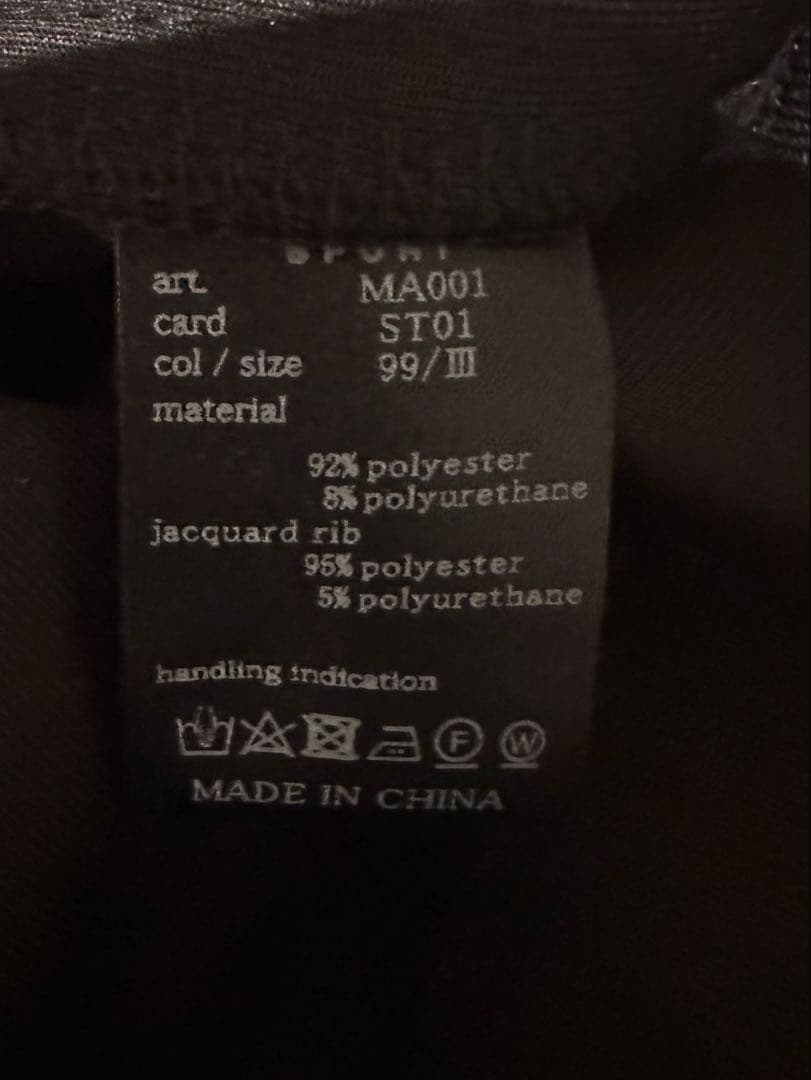 SPORT
art. MA001
card ST01
col / size 99/III
material
92% polyester
8% polyurethane
jacquard rib
95% polyester
5% polyurethane
handling indication
F W
MADE IN CHINA